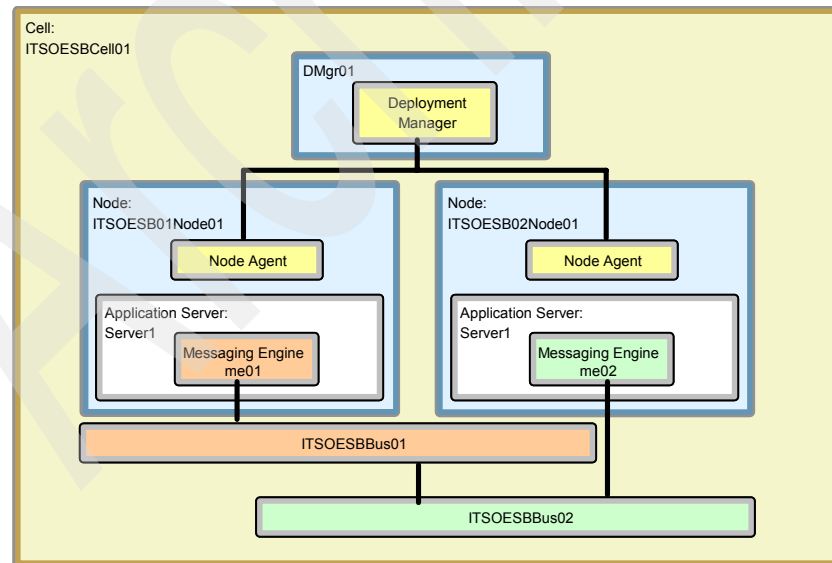 Cell:
ITSOESBCell01
DMgr01
Deployment
Manager
Node:
ITSOESB01Node01
Node Agent
Application Server:
Server1
Messaging Engine
me01
Node:
ITSOESB02Node01
Node Agent
Application Server:
Server1
Messaging Engine
me02
ITSOESBBus01
ITSOESBBus02